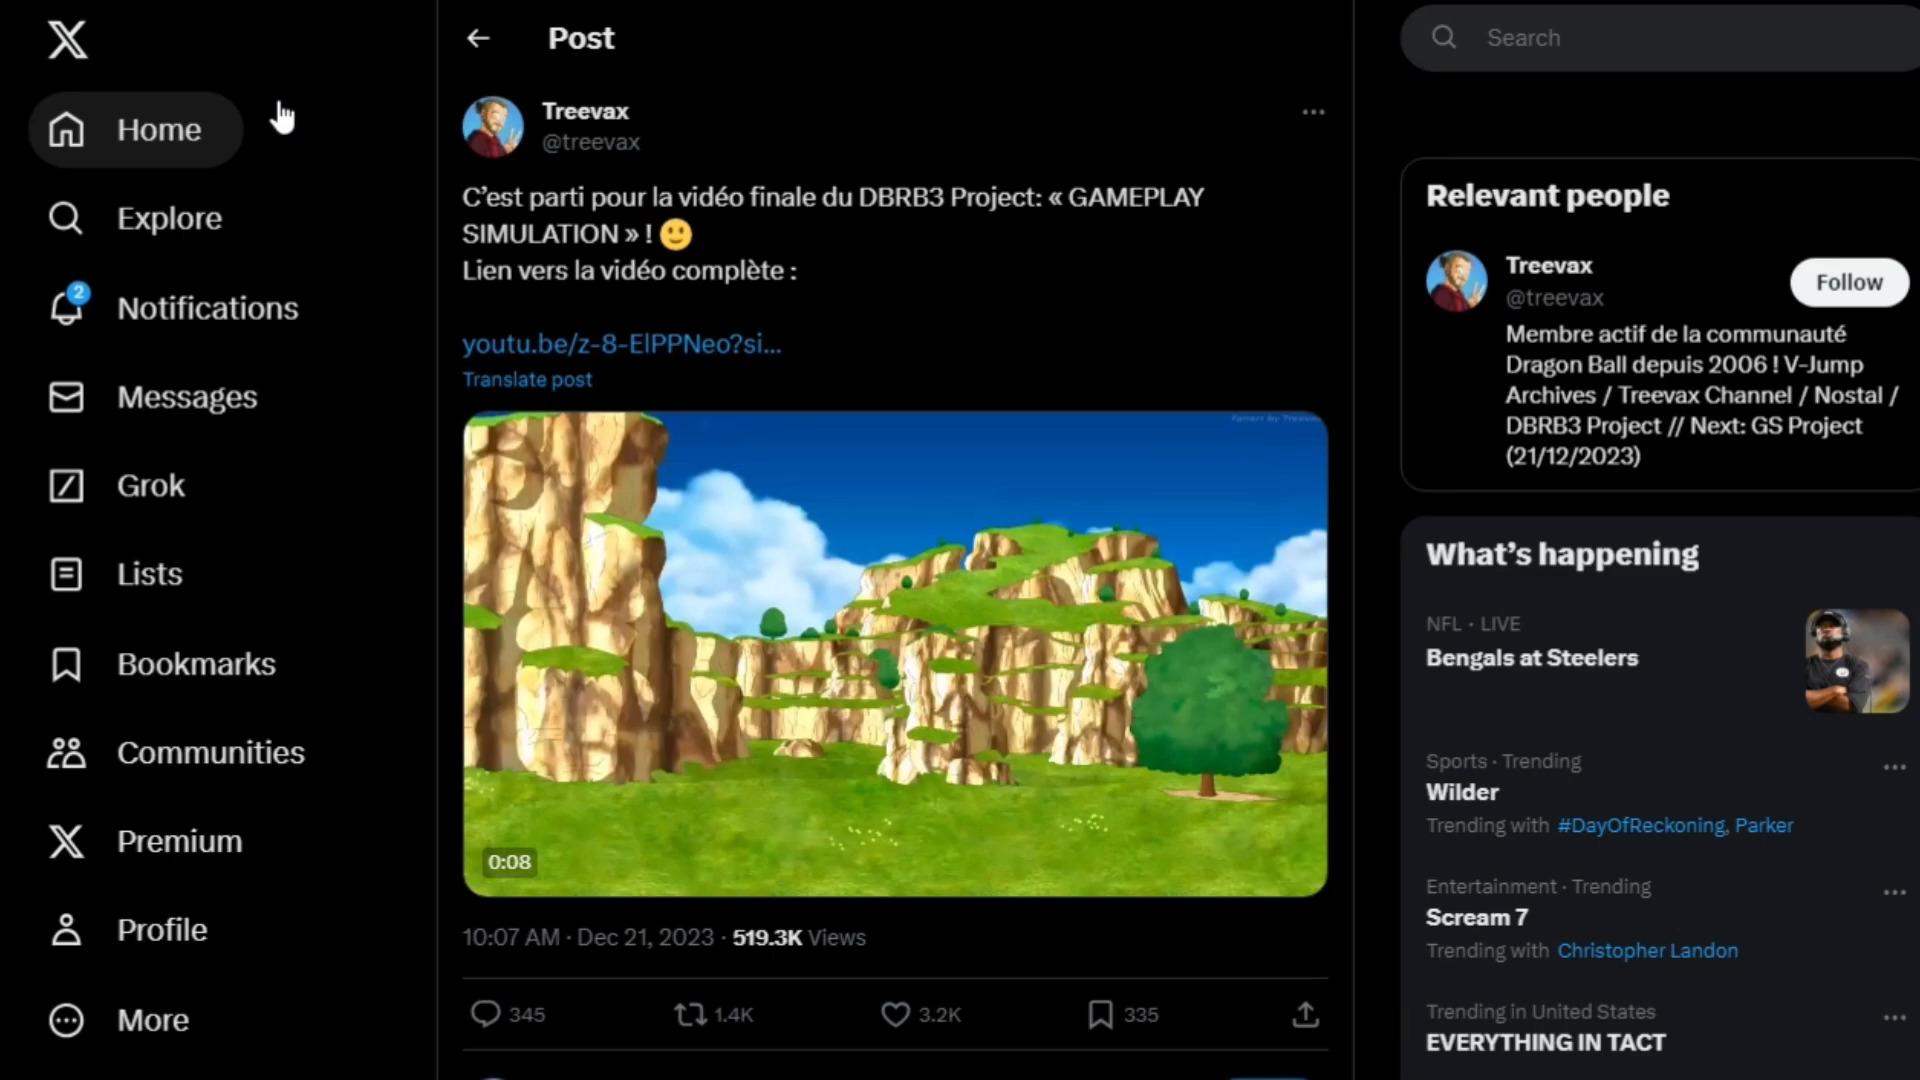 Home
Explore
2
Notifications
Messages
Grok
Lists
Bookmarks
Communities
Premium
Profile
More
Post
Treevax
@treevax
C’est parti pour la vidéo finale du DBRB3 Project: « GAMEPLAY
SIMULATION » ! 🙂
Lien vers la vidéo complète :
youtu.be/z-8-ElPPNeo?si...
Translate post
0:08
10:07 AM · Dec 21, 2023 · 519.3K Views
345
1.4K
3.2K
335
Search
Relevant people
Treevax
@treevax
Follow
Membre actif de la communauté
Dragon Ball depuis 2006 ! V-Jump
Archives / Treevax Channel / Nostal /
DBRB3 Project // Next: GS Project
(21/12/2023)
What’s happening
NFL · LIVE
Bengals at Steelers
Sports · Trending
Wilder
Trending with #DayOfReckoning, Parker
Entertainment · Trending
Scream 7
Trending with Christopher Landon
Trending in United States
EVERYTHING IN TACT